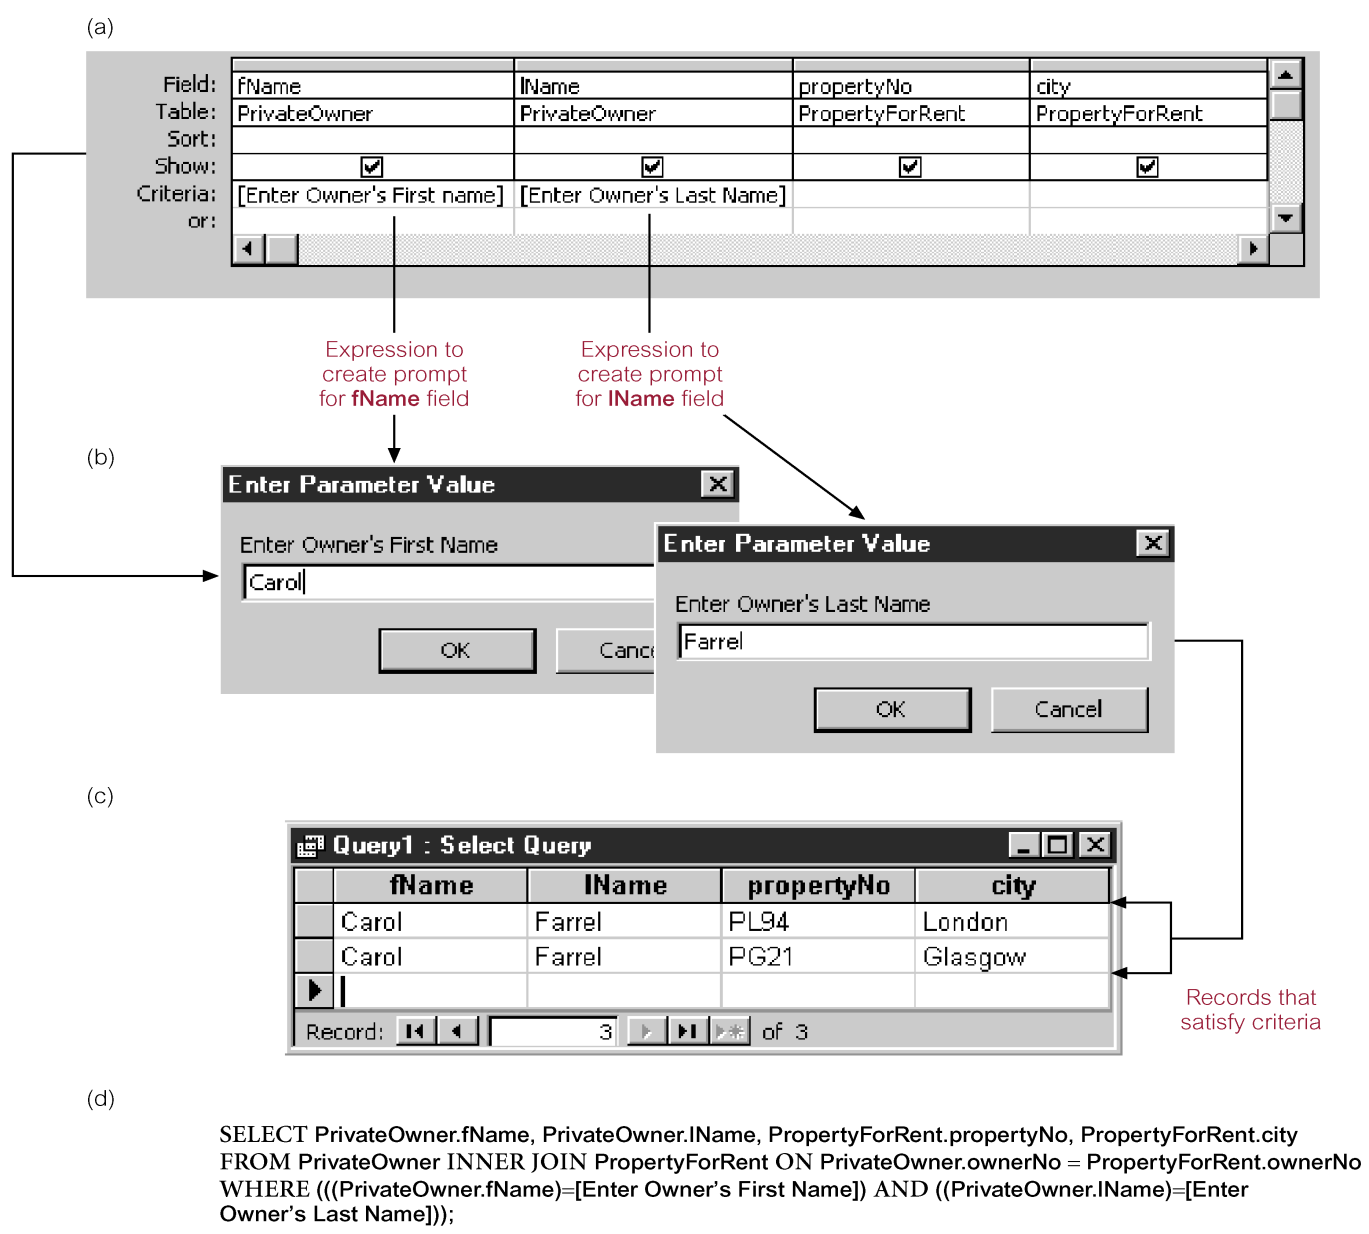 (a)
Field: fName lName propertyNo city
Table: PrivateOwner PrivateOwner PropertyForRent PropertyForRent
Sort:
Show:
Criteria: [Enter Owner's First name] [Enter Owner's Last Name]
or:
Expression to
create prompt
for fName field
Expression to
create prompt
for lName field
(b)
Enter Parameter Value
Enter Owner's First Name
Carol
OK Cance
Enter Parameter Value
Enter Owner's Last Name
Farrel
OK Cancel
(c)
Query1 : Select Query
fName lName propertyNo city
Carol Farrel PL94 London
Carol Farrel PG21 Glasgow
Record: 3 of 3
Records that
satisfy criteria
(d)
SELECT PrivateOwner.fName, PrivateOwner.lName, PropertyForRent.propertyNo, PropertyForRent.city
FROM PrivateOwner INNER JOIN PropertyForRent ON PrivateOwner.ownerNo = PropertyForRent.ownerNo
WHERE (((PrivateOwner.fName)=[Enter Owner’s First Name]) AND ((PrivateOwner.lName)=[Enter
Owner’s Last Name]));